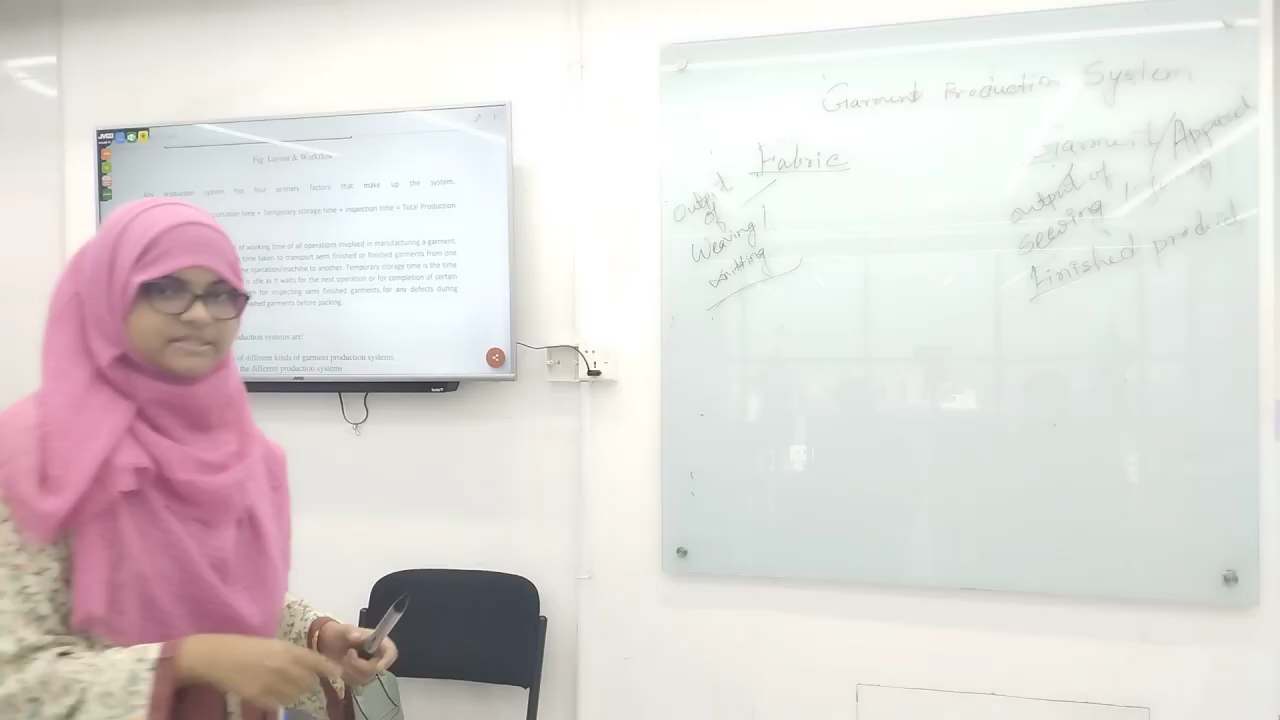 Fig: Layout & Workflow
Any production system has four primary factors that make up the system.
time + Temporary storage time + Inspection time = Total Production
of working time of all operations involved in manufacturing a garment.
time taken to transport semi finished or finished garments from one
operation/machine to another. Temporary storage time is the time
is idle as it waits for the next operation or for completion of certain
for inspecting semi finished garments for any defects during
garments before packing.
systems are:
of different kinds of garment production systems
the different production systems
Garment Production System
Fabric
Output
of
Weaving/
knitting
Garment/Apparel
output of
Sewing
finished product